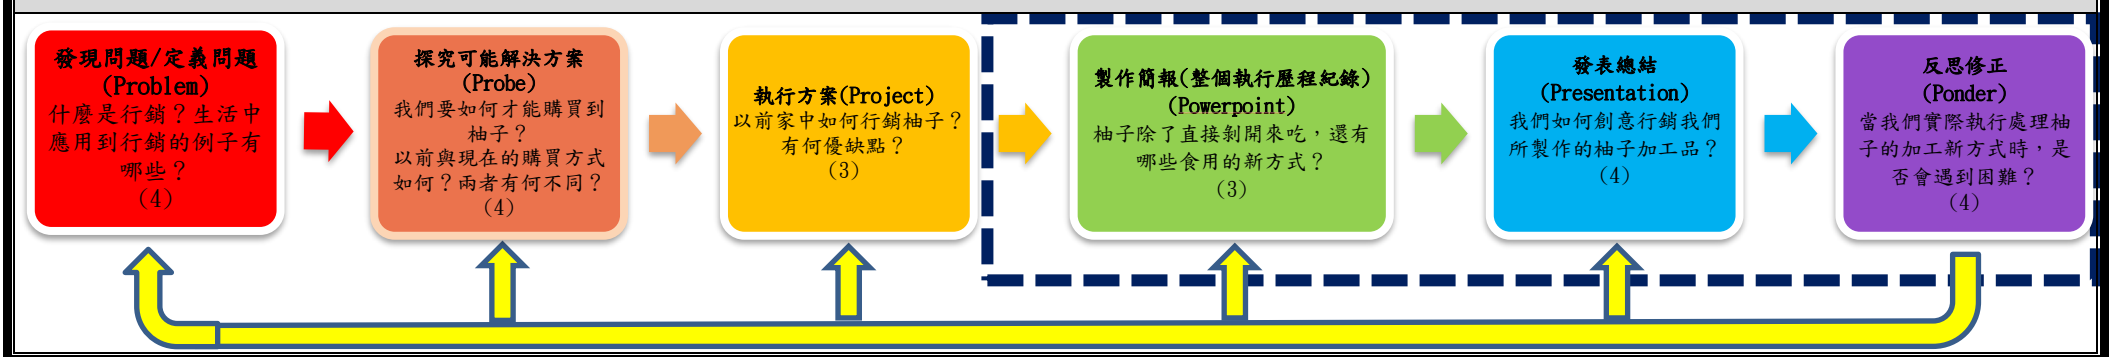 發現問題/定義問題
(Problem)
什麼是行銷？生活中
應用到行銷的例子有
哪些？
(4)
探究可能解決方案
(Probe)
我們要如何才能購買到
柚子？
以前與現在的購買方式
如何？兩者有何不同？
(4)
執行方案(Project)
以前家中如何行銷柚子？
有何優缺點？
(3)
製作簡報(整個執行歷程紀錄)
(Powerpoint)
柚子除了直接剝開來吃，還有
哪些食用的新方式？
(3)
發表總結
(Presentation)
我們如何創意行銷我們
所製作的柚子加工品？
(4)
反思修正
(Ponder)
當我們實際執行處理柚
子的加工新方式時，是
否會遇到困難？
(4)